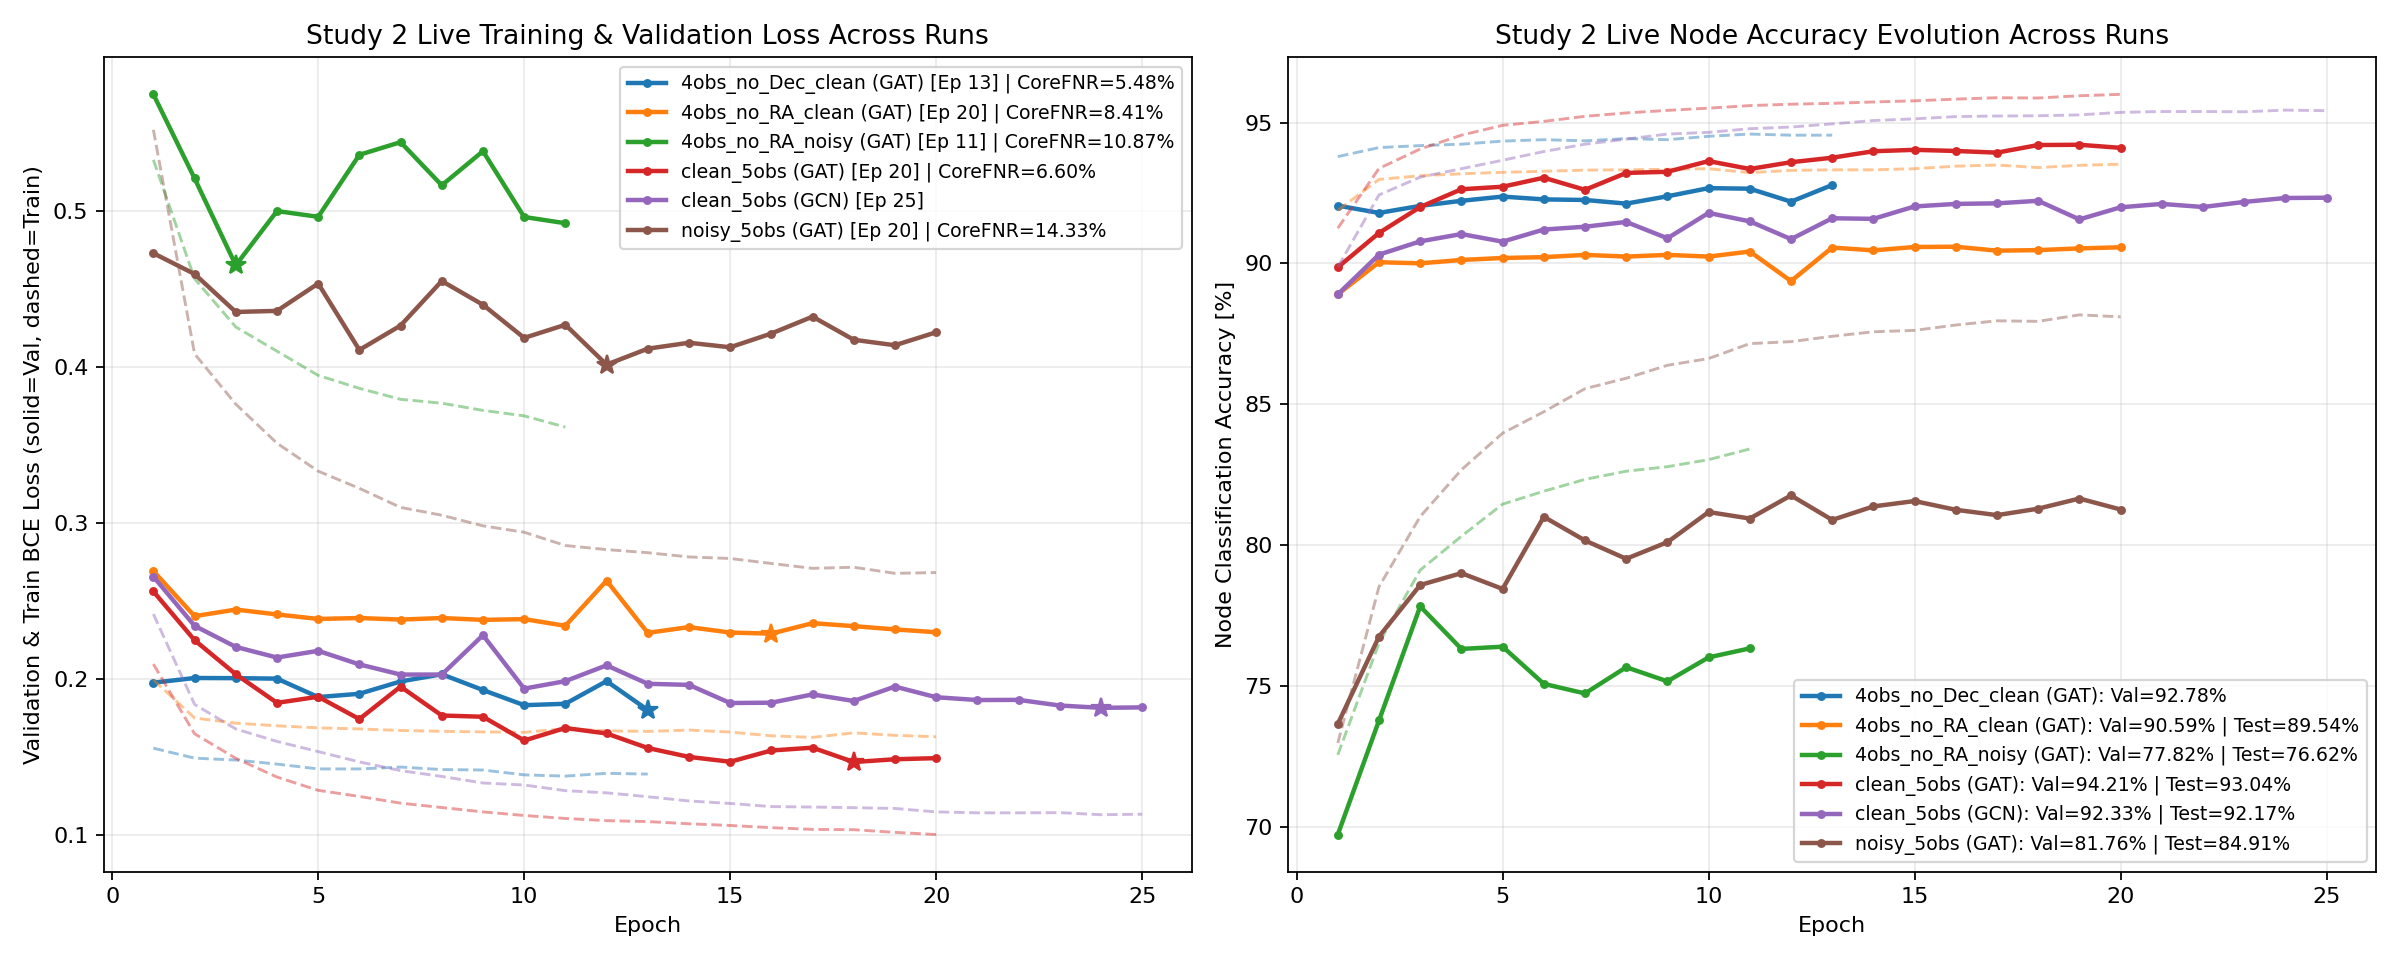 Study 2 Live Training & Validation Loss Across Runs
Validation & Train BCE Loss (solid=Val, dashed=Train)
0.5
0.4
0.3
0.2
0.1
4obs_no_Dec_clean (GAT) [Ep 13] | CoreFNR=5.48%
4obs_no_RA_clean (GAT) [Ep 20] | CoreFNR=8.41%
4obs_no_RA_noisy (GAT) [Ep 11] | CoreFNR=10.87%
clean_5obs (GAT) [Ep 20] | CoreFNR=6.60%
clean_5obs (GCN) [Ep 25]
noisy_5obs (GAT) [Ep 20] | CoreFNR=14.33%
0 5 10 15 20 25
Epoch
Study 2 Live Node Accuracy Evolution Across Runs
Node Classification Accuracy [%]
95
90
85
80
75
70
4obs_no_Dec_clean (GAT): Val=92.78%
4obs_no_RA_clean (GAT): Val=90.59% | Test=89.54%
4obs_no_RA_noisy (GAT): Val=77.82% | Test=76.62%
clean_5obs (GAT): Val=94.21% | Test=93.04%
clean_5obs (GCN): Val=92.33% | Test=92.17%
noisy_5obs (GAT): Val=81.76% | Test=84.91%
0 5 10 15 20 25
Epoch